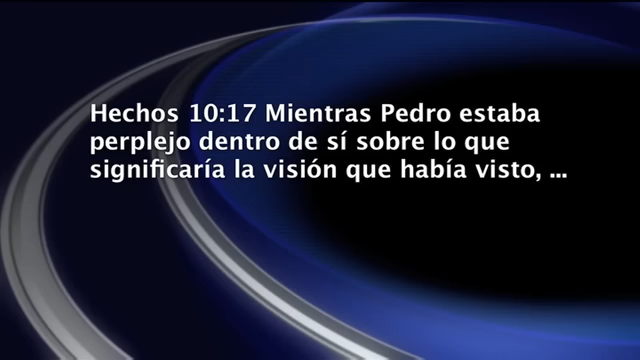 Hechos 10:17 Mientras Pedro estaba
perplejo dentro de sí sobre lo que
significaría la visión que había visto, ...